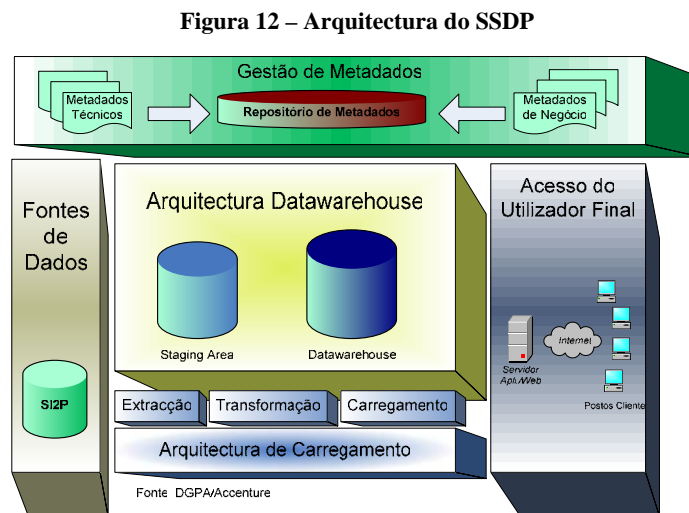 Figura 12 – Arquitectura do SSDP
Gestão de Metadados
Metadados
Técnicos
Repositório de Metadados
Metadados
de Negócio
Fontes
de
Dados
SI2P
Arquitectura Datawarehouse
Staging Area
Datawarehouse
Extracção
Transformação
Carregamento
Arquitectura de Carregamento
Acesso do
Utilizador Final
Servidor
Internet
Postos Cliente
Fonte DGPA/Accenture